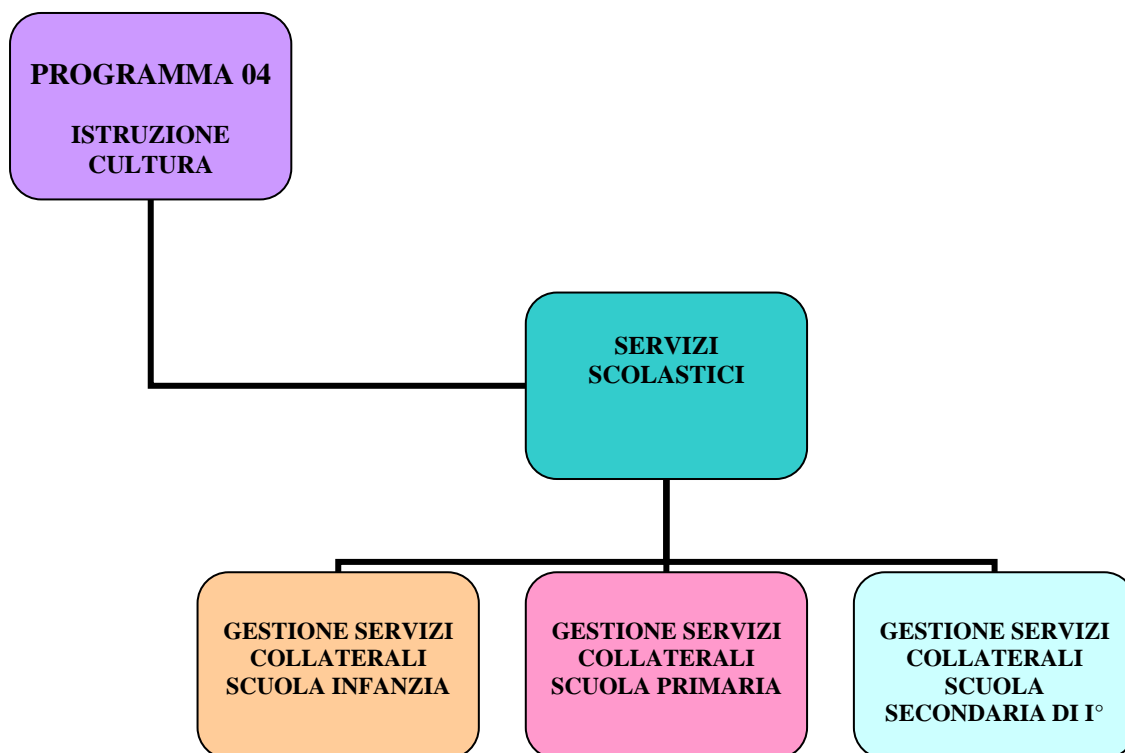 PROGRAMMA 04
ISTRUZIONE
CULTURA
SERVIZI
SCOLASTICI
GESTIONE SERVIZI
COLLATERALI
SCUOLA INFANZIA
GESTIONE SERVIZI
COLLATERALI
SCUOLA PRIMARIA
GESTIONE SERVIZI
COLLATERALI
SCUOLA
SECONDARIA DI I°